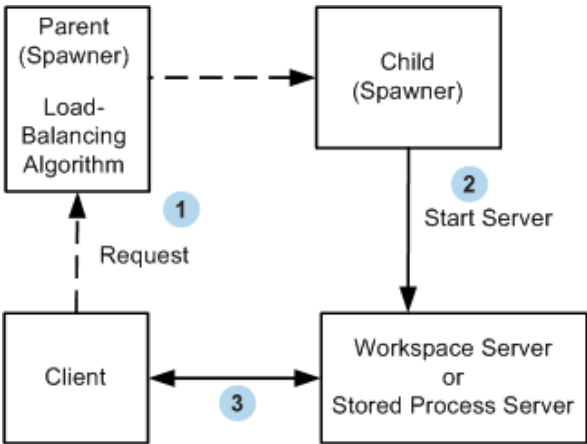 Parent
(Spawner)
Load-
Balancing
Algorithm
Child
(Spawner)
1
2
Start Server
Request
Client
3
Workspace Server
or
Stored Process Server